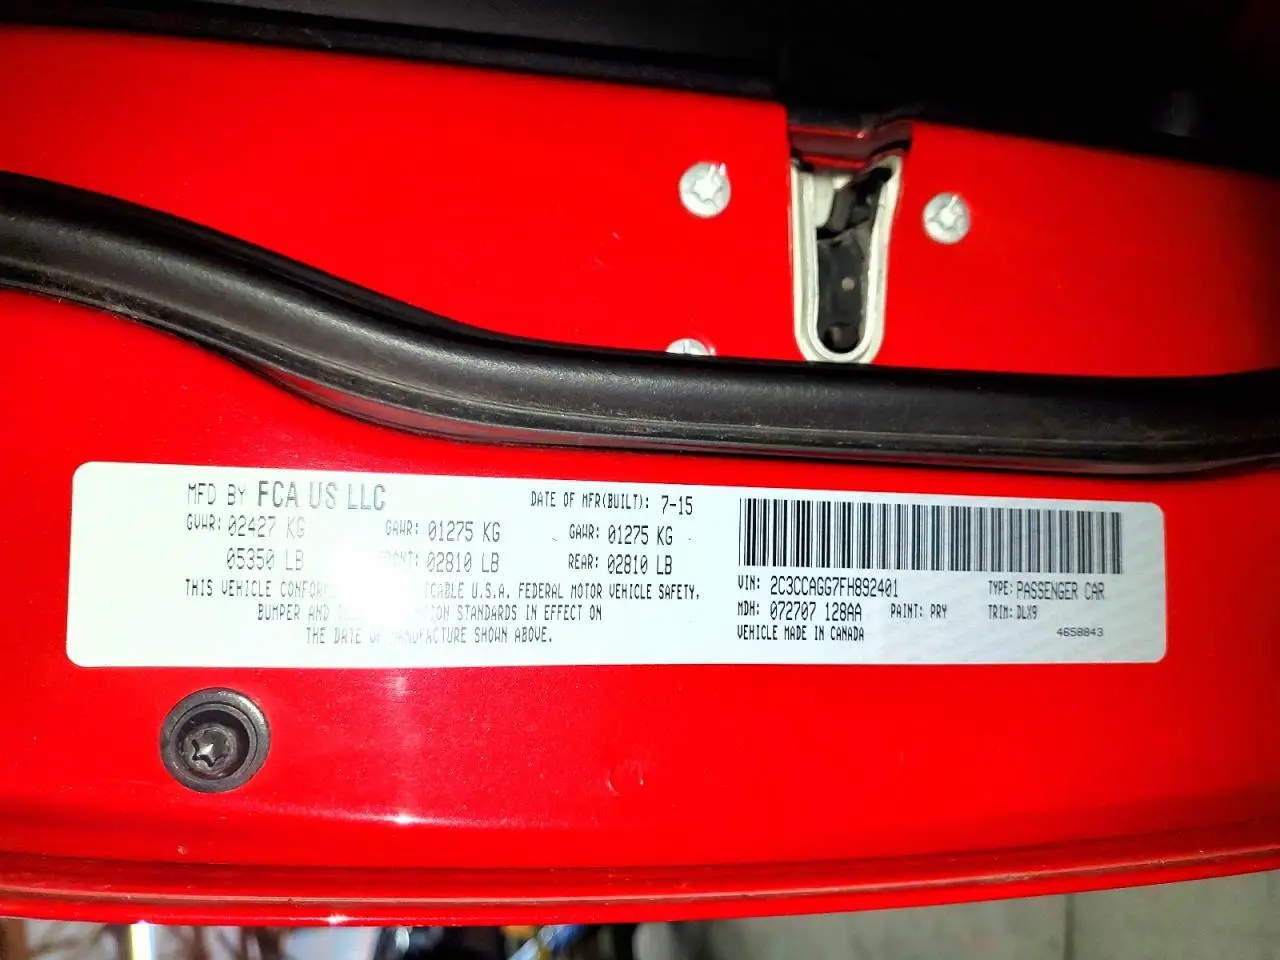 MFD BY FCA US LLC DATE OF MFR(BUILT): 7-15
GVWR: 02427 KG GAWR: 01275 KG GAWR: 01275 KG
05350 LB 02810 LB REAR: 02810 LB
THIS VEHICLE U.S.A. FEDERAL MOTOR VEHICLE SAFETY,
BUMPER AND STANDARDS IN EFFECT ON
THE DATE OF MANUFACTURE SHOWN ABOVE.
VIN: 2C3CCAGG7FH892401 TYPE: PASSENGER CAR
MDH: 072707 128AA PAINT: PRY TRIM: DLX9
VEHICLE MADE IN CANADA 4658843